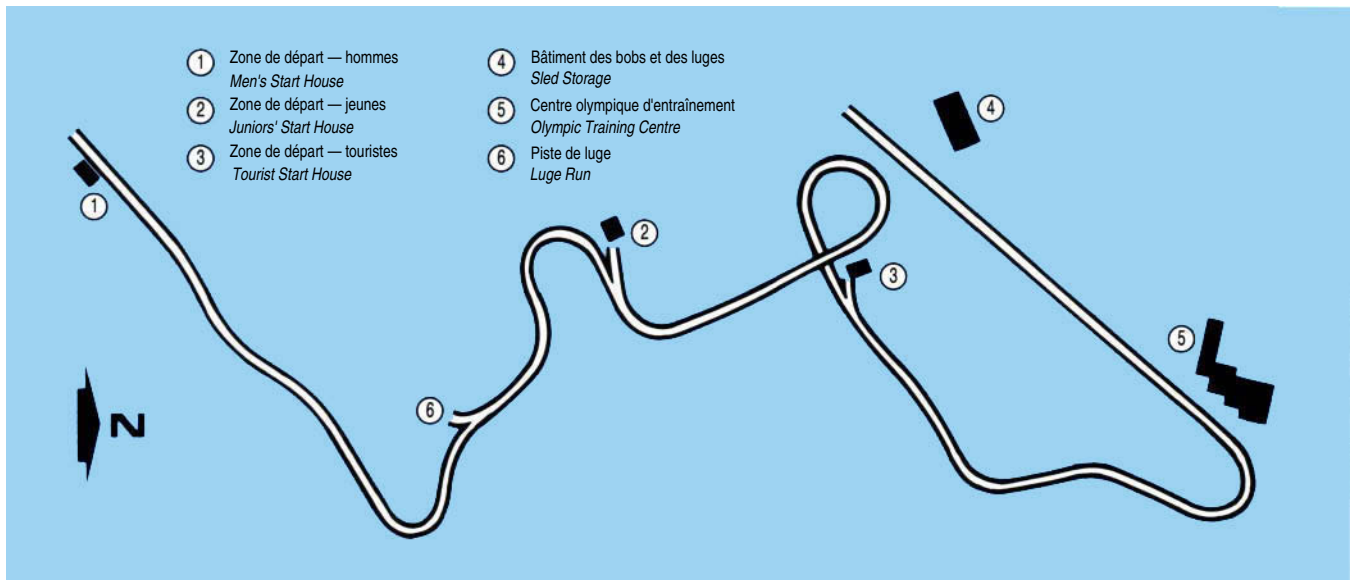 1 Zone de départ — hommes
Men's Start House
2 Zone de départ — jeunes
Juniors' Start House
3 Zone de départ — touristes
Tourist Start House
4 Bâtiment des bobs et des luges
Sled Storage
5 Centre olympique d'entraînement
Olympic Training Centre
6 Piste de luge
Luge Run
1
2
3
4
5
6
N